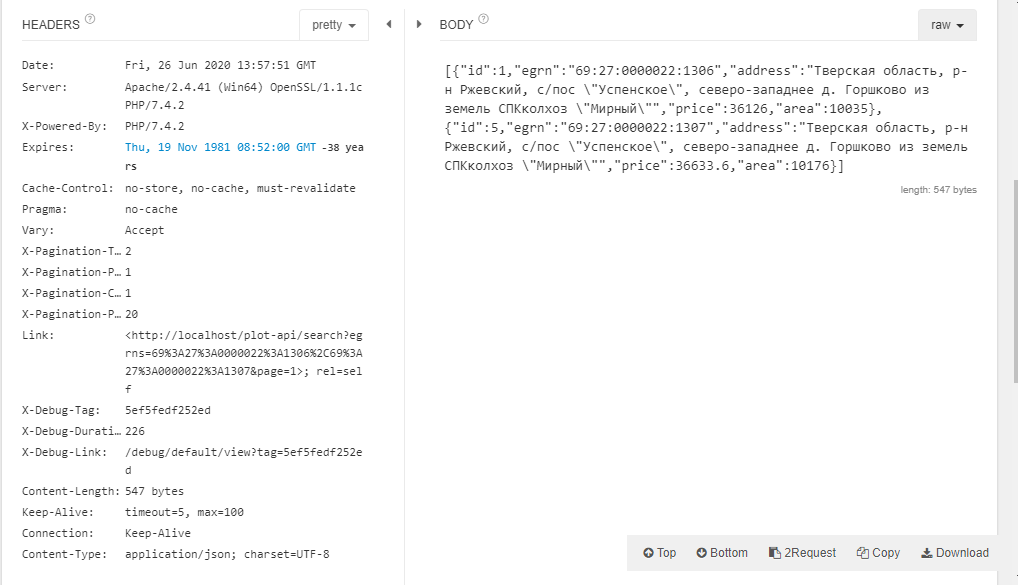 HEADERS ?
pretty
Date: Fri, 26 Jun 2020 13:57:51 GMT
Server: Apache/2.4.41 (Win64) OpenSSL/1.1.1c
PHP/7.4.2
X-Powered-By: PHP/7.4.2
Expires: Thu, 19 Nov 1981 08:52:00 GMT -38 yea
rs
Cache-Control: no-store, no-cache, must-revalidate
Pragma: no-cache
Vary: Accept
X-Pagination-T… 2
X-Pagination-P… 1
X-Pagination-C… 1
X-Pagination-P… 20
Link: <http://localhost/plot-api/search?eg
rns=69%3A27%3A0000022%3A1306%2C69%3A
27%3A0000022%3A1307&page=1>; rel=sel
f
X-Debug-Tag: 5ef5fedf252ed
X-Debug-Durati… 226
X-Debug-Link: /debug/default/view?tag=5ef5fedf252e
d
Content-Length: 547 bytes
Keep-Alive: timeout=5, max=100
Connection: Keep-Alive
Content-Type: application/json; charset=UTF-8
BODY ?
raw
[{"id":1,"egrn":"69:27:0000022:1306","address":"Тверская область, р-
н Ржевский, с/пос \"Успенское\", северо-западнее д. Горшково из
земель СПКколхоз \"Мирный\"","price":36126,"area":10035},
{"id":5,"egrn":"69:27:0000022:1307","address":"Тверская область, р-н
Ржевский, с/пос \"Успенское\", северо-западнее д. Горшково из земель
СПКколхоз \"Мирный\"","price":36633.6,"area":10176}]
length: 547 bytes
Top Bottom 2Request Copy Download